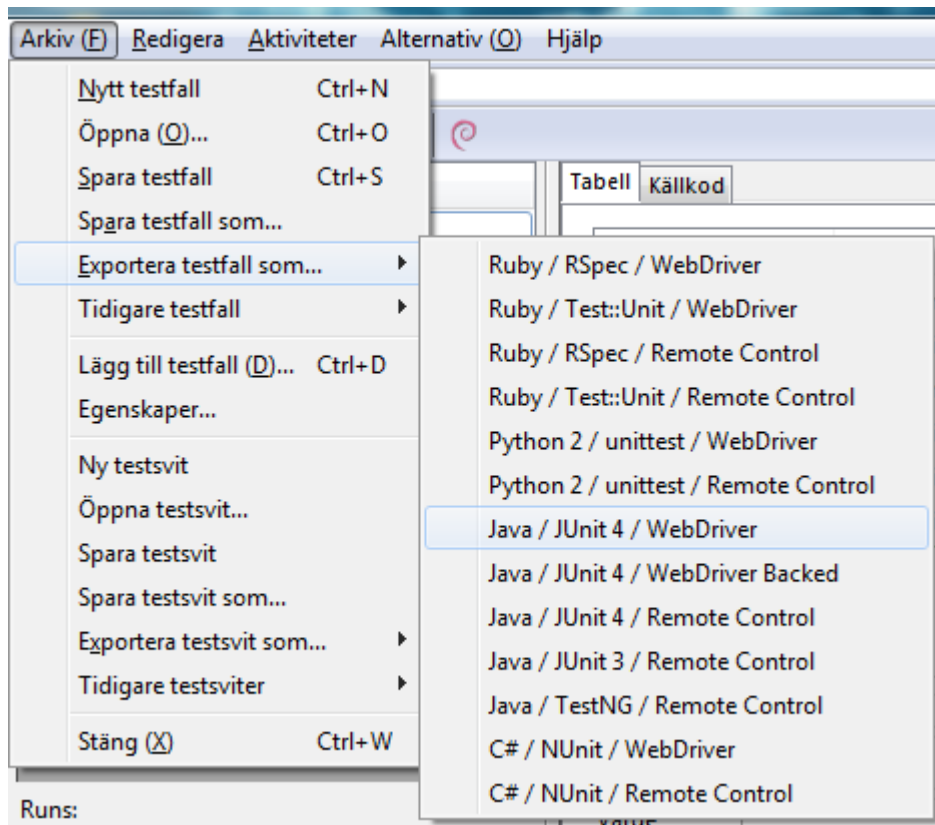 Arkiv (F) Redigera Aktiviteter Alternativ (O) Hjälp
Nytt testfall Ctrl+N
Öppna (O)... Ctrl+O
Spara testfall Ctrl+S
Spara testfall som...
Exportera testfall som...
Tidigare testfall
Lägg till testfall (D)... Ctrl+D
Egenskaper...
Ny testsvit
Öppna testsvit...
Spara testsvit
Spara testsvit som...
Exportera testsvit som...
Tidigare testsviter
Stäng (X) Ctrl+W
Runs:
Tabell Källkod
Ruby / RSpec / WebDriver
Ruby / Test::Unit / WebDriver
Ruby / RSpec / Remote Control
Ruby / Test::Unit / Remote Control
Python 2 / unittest / WebDriver
Python 2 / unittest / Remote Control
Java / JUnit 4 / WebDriver
Java / JUnit 4 / WebDriver Backed
Java / JUnit 4 / Remote Control
Java / JUnit 3 / Remote Control
Java / TestNG / Remote Control
C# / NUnit / WebDriver
C# / NUnit / Remote Control